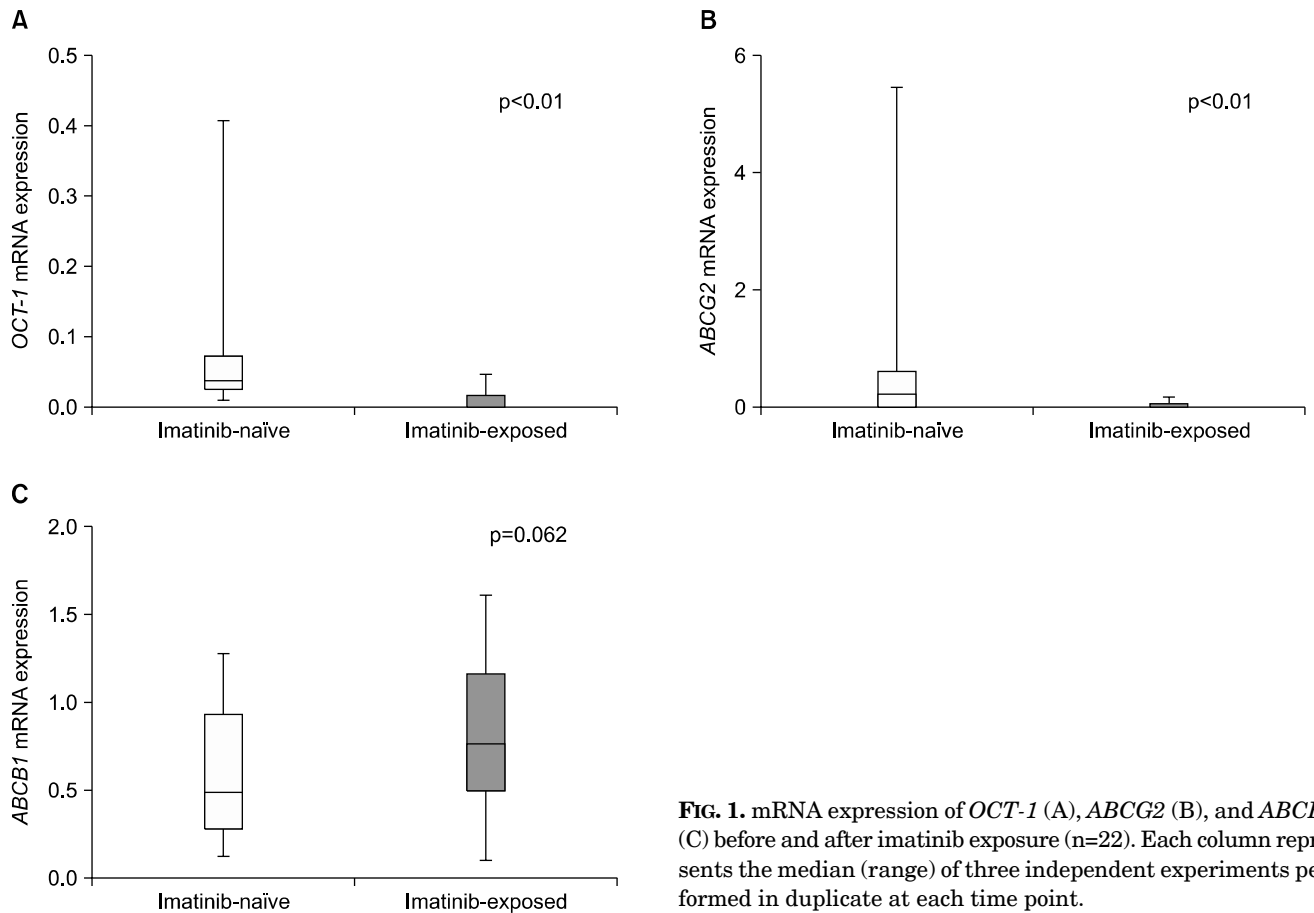 A
0.5
0.4
0.3
0.2
0.1
0.0
OCT-1 mRNA expression
p<0.01
Imatinib-naïve
Imatinib-exposed
B
6
4
2
0
ABCG2 mRNA expression
p<0.01
Imatinib-naïve
Imatinib-exposed
C
2.0
1.5
1.0
0.5
0.0
ABCB1 mRNA expression
p=0.062
Imatinib-naïve
Imatinib-exposed
FIG. 1. mRNA expression of OCT-1 (A), ABCG2 (B), and
(C) before and after imatinib exposure (n=22). Each column repre
sents the median (range) of three independent experiments pe
formed in duplicate at each time point.